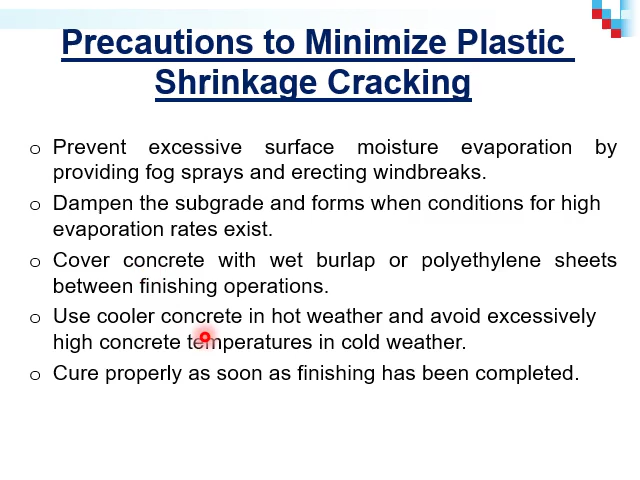 Precautions to Minimize Plastic
Shrinkage Cracking
o Prevent excessive surface moisture evaporation by
providing fog sprays and erecting windbreaks.
o Dampen the subgrade and forms when conditions for high
evaporation rates exist.
o Cover concrete with wet burlap or polyethylene sheets
between finishing operations.
o Use cooler concrete in hot weather and avoid excessively
high concrete temperatures in cold weather.
o Cure properly as soon as finishing has been completed.